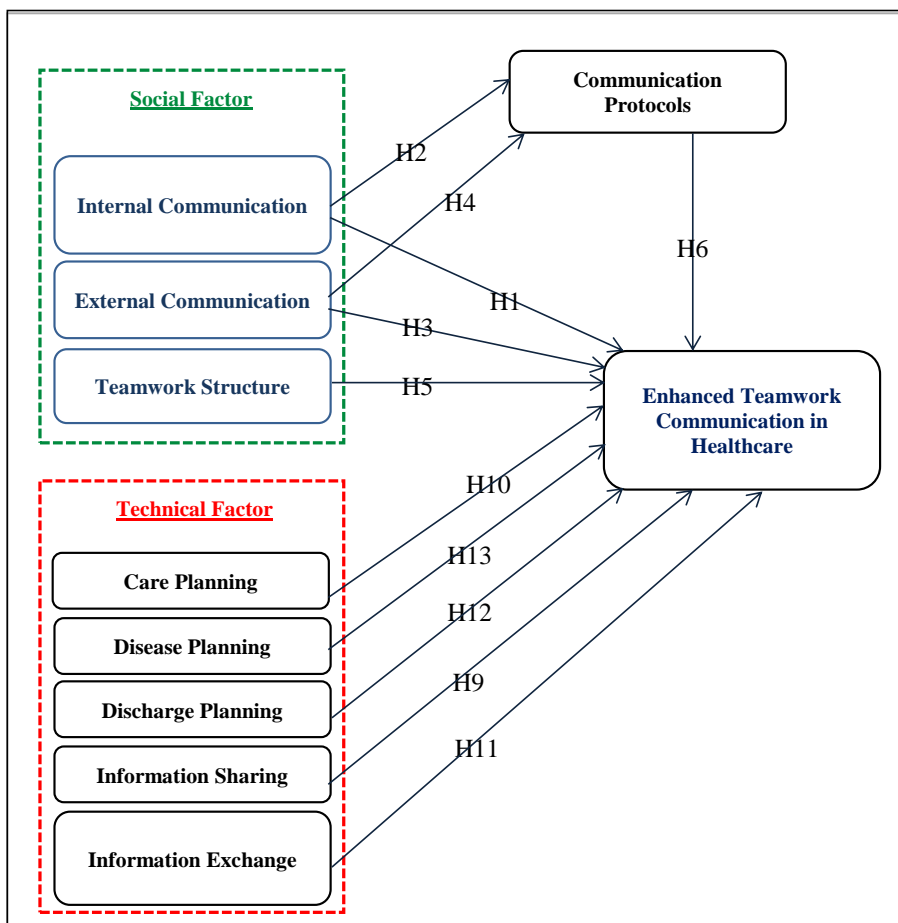 Social Factor
Internal Communication
External Communication
Teamwork Structure
Communication
Protocols
H2
H4
H6
H1
H3
H5
Enhanced Teamwork
Communication in
Healthcare
Technical Factor
Care Planning
Disease Planning
Discharge Planning
Information Sharing
Information Exchange
H10
H13
H12
H9
H11